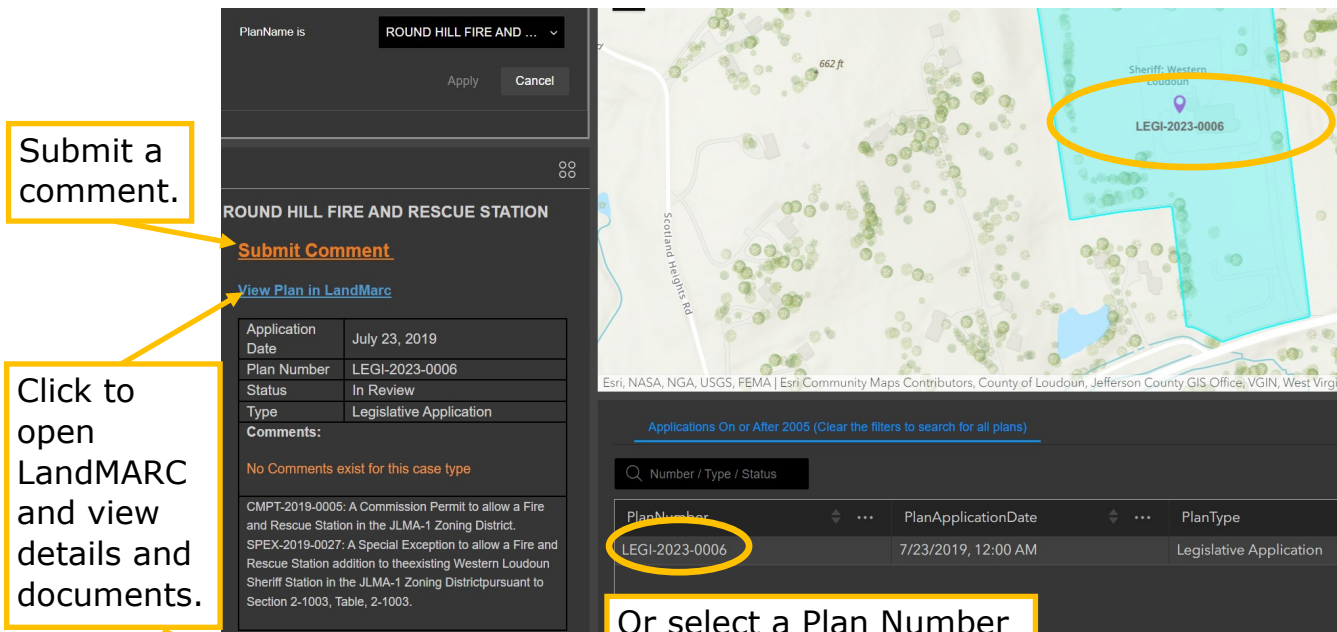 PlanName is
ROUND HILL FIRE AND ...
Apply
Cancel
Submit a
comment.
ROUND HILL FIRE AND RESCUE STATION
Submit Comment
View Plan in LandMarc
Application
Date
July 23, 2019
Plan Number
LEGI-2023-0006
Status
In Review
Type
Legislative Application
Comments:
No Comments exist for this case type
CMPT-2019-0005: A Commission Permit to allow a Fire
and Rescue Station in the JLMA-1 Zoning District.
SPEX-2019-0027: A Special Exception to allow a Fire and
Rescue Station addition to theexisting Western Loudoun
Sheriff Station in the JLMA-1 Zoning Districtpursuant to
Section 2-1003, Table, 2-1003.
Click to
open
LandMARC
and view
details and
documents.
662 ft
Sheriff: Western
Loudoun
LEGI-2023-0006
Scotland Heights Rd
Esri, NASA, NGA, USGS, FEMA | Esri Community Maps Contributors, County of Loudoun, Jefferson County GIS Office, VGIN, West Virgi
Applications On or After 2005 (Clear the filters to search for all plans)
Number / Type / Status
PlanNumber
...
PlanApplicationDate
...
PlanType
LEGI-2023-0006
7/23/2019, 12:00 AM
Legislative Application
Or select a Plan Number